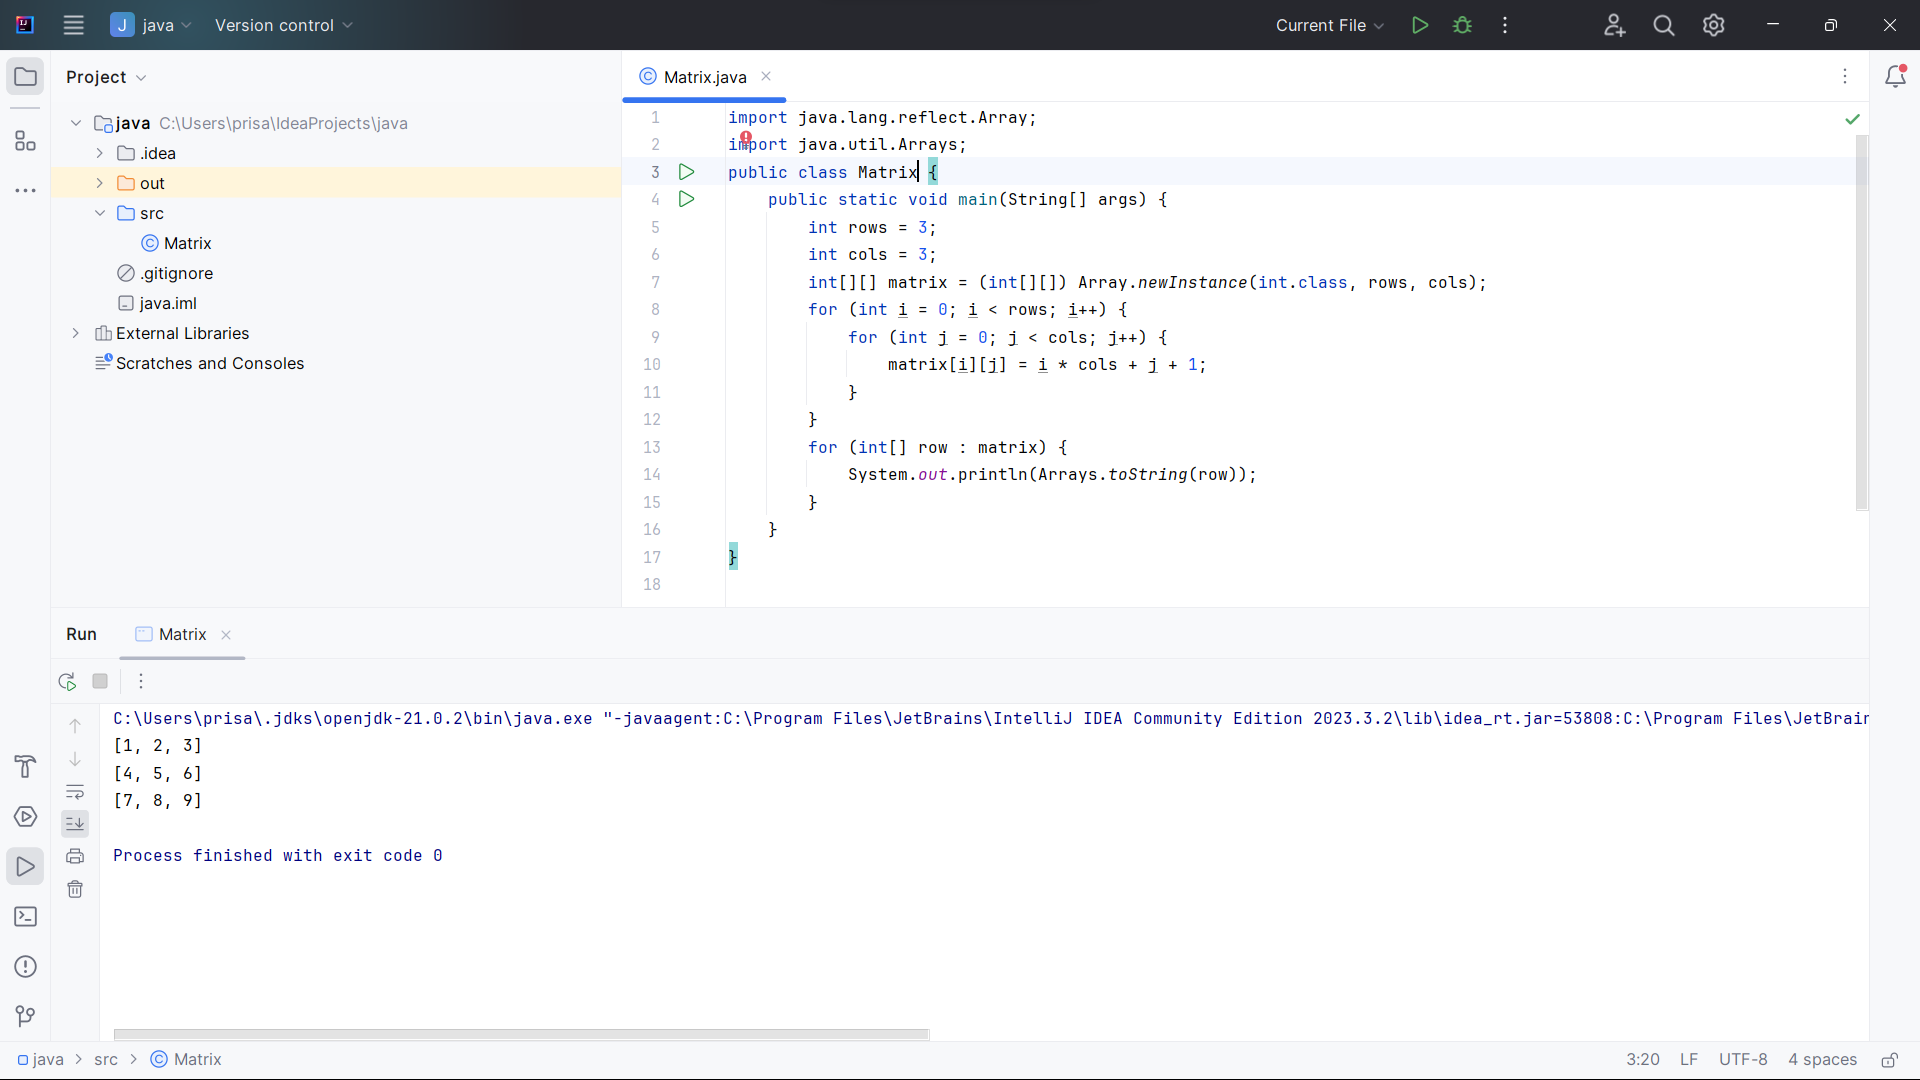 J java Version control Current File
Project
java C:\Users\prisa\IdeaProjects\java
.idea
out
src
Matrix
.gitignore
java.iml
External Libraries
Scratches and Consoles
Matrix.java
1 import java.lang.reflect.Array;
2 import java.util.Arrays;
3 public class Matrix {
4 public static void main(String[] args) {
5 int rows = 3;
6 int cols = 3;
7 int[][] matrix = (int[][]) Array.newInstance(int.class, rows, cols);
8 for (int i = 0; i < rows; i++) {
9 for (int j = 0; j < cols; j++) {
10 matrix[i][j] = i * cols + j + 1;
11 }
12 }
13 for (int[] row : matrix) {
14 System.out.println(Arrays.toString(row));
15 }
16 }
17 }
18
Run Matrix
C:\Users\prisa\.jdks\openjdk-21.0.2\bin\java.exe "-javaagent:C:\Program Files\JetBrains\IntelliJ IDEA Community Edition 2023.3.2\lib\idea_rt.jar=53808:C:\Program Files\JetBrain
[1, 2, 3]
[4, 5, 6]
[7, 8, 9]
Process finished with exit code 0
java > src > Matrix 3:20 LF UTF-8 4 spaces